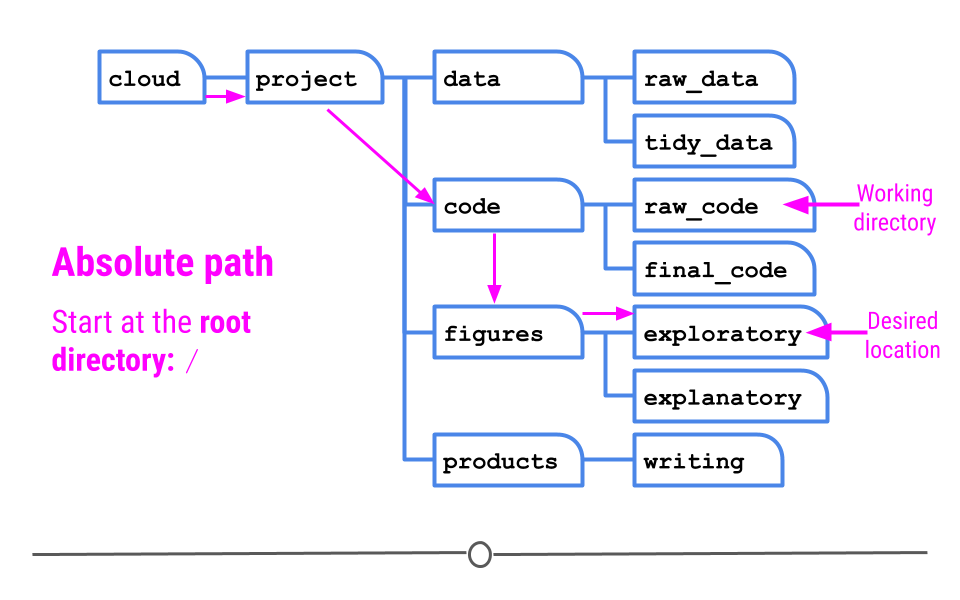 cloud
project
data
raw_data
tidy_data
code
raw_code
Working
directory
final_code
Absolute path
Start at the root
directory: /
figures
exploratory
Desired
location
explanatory
products
writing